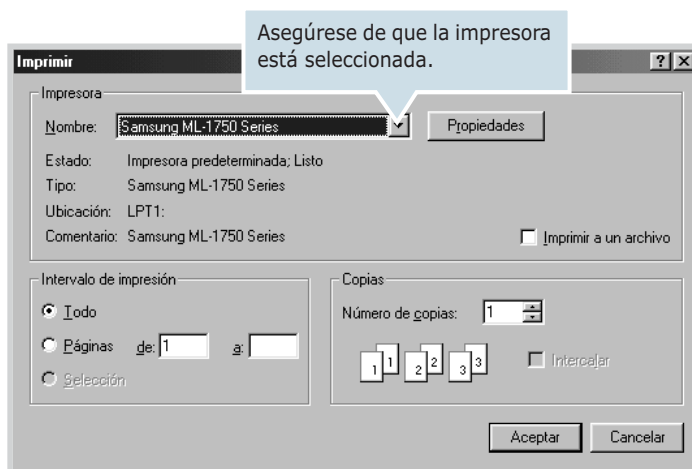 Asegúrese de que la impresora
está seleccionada.
Imprimir
Impresora
Nombre: Samsung ML-1750 Series Propiedades
Estado: Impresora predeterminada; Listo
Tipo: Samsung ML-1750 Series
Ubicación: LPT1:
Comentario: Samsung ML-1750 Series Imprimir a un archivo
Intervalo de impresión
Todo
Páginas de: 1 a:
Selección
Copias
Número de copias: 1
1 1 2 2 3 3 Intercalar
Aceptar Cancelar